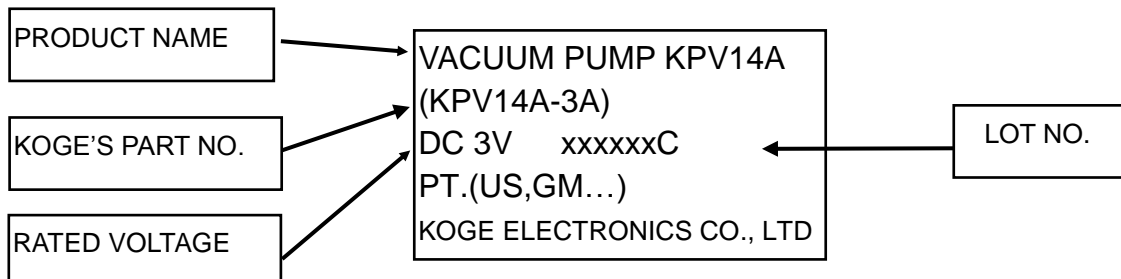 PRODUCT NAME
KOGE’S PART NO.
RATED VOLTAGE
VACUUM PUMP KPV14A
(KPV14A-3A)
DC 3V xxxxxxC
PT.(US,GM…)
KOGE ELECTRONICS CO., LTD
LOT NO.